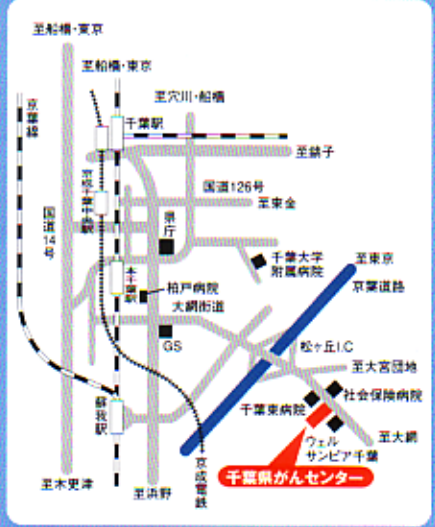 至船橋・東京
至船橋・東京
京葉線
千葉駅
至穴川・船橋
至銚子
京成千葉中央駅
国道126号
至東金
国道14号
県庁
千葉大学
附属病院
至東京
京葉道路
本千葉駅
柏戸病院
大網街道
GS
松ヶ丘I.C
至大宮団地
社会保険病院
千葉東病院
蘇我駅
ウェル
サンピア千葉
至大網
千葉県がんセンター
至木更津
至浜野
京成電鉄